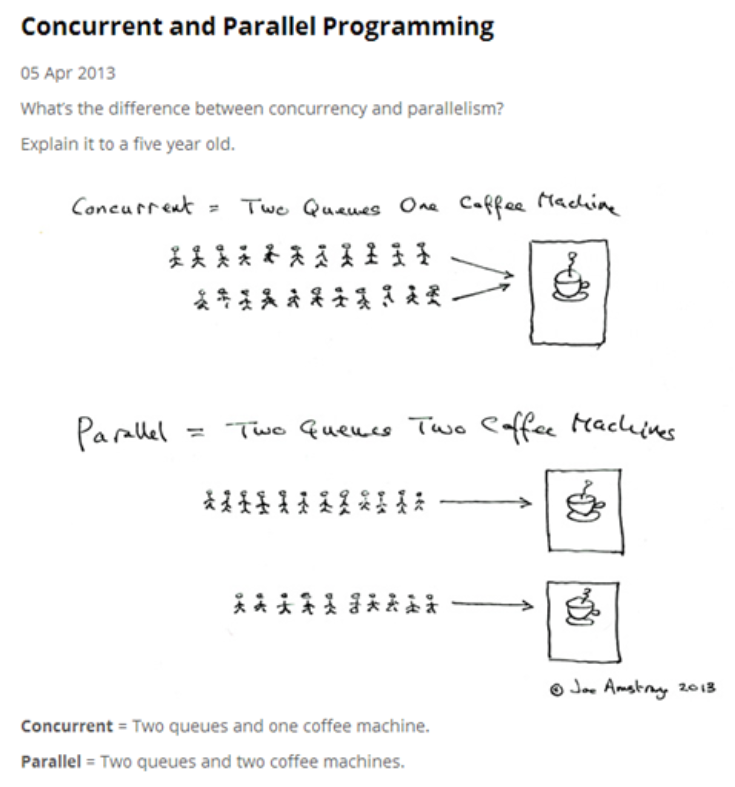 Concurrent and Parallel Programming
05 Apr 2013
What's the difference between concurrency and parallelism?
Explain it to a five year old.
Concurrent = Two Queues One Coffee Machine
Parallel = Two Queues Two Coffee Machines
© Joe Armstrong 2013
Concurrent = Two queues and one coffee machine.
Parallel = Two queues and two coffee machines.